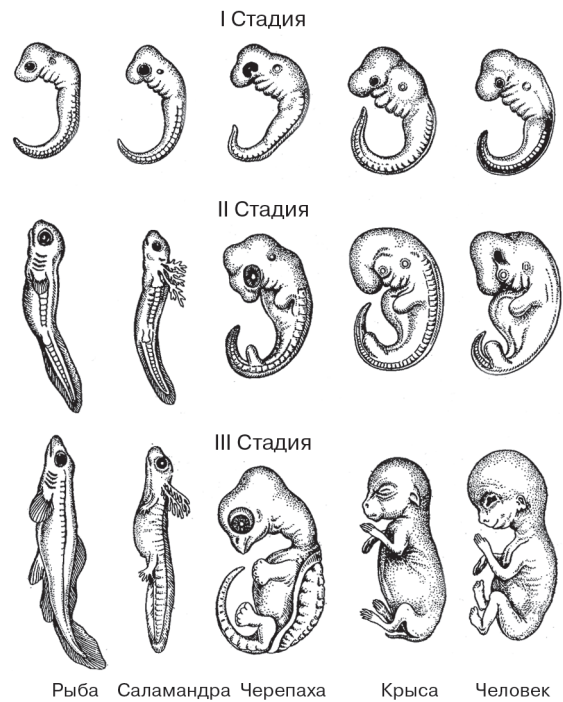 I Стадия
II Стадия
III Стадия
Рыба Саламандра Черепаха Крыса Человек